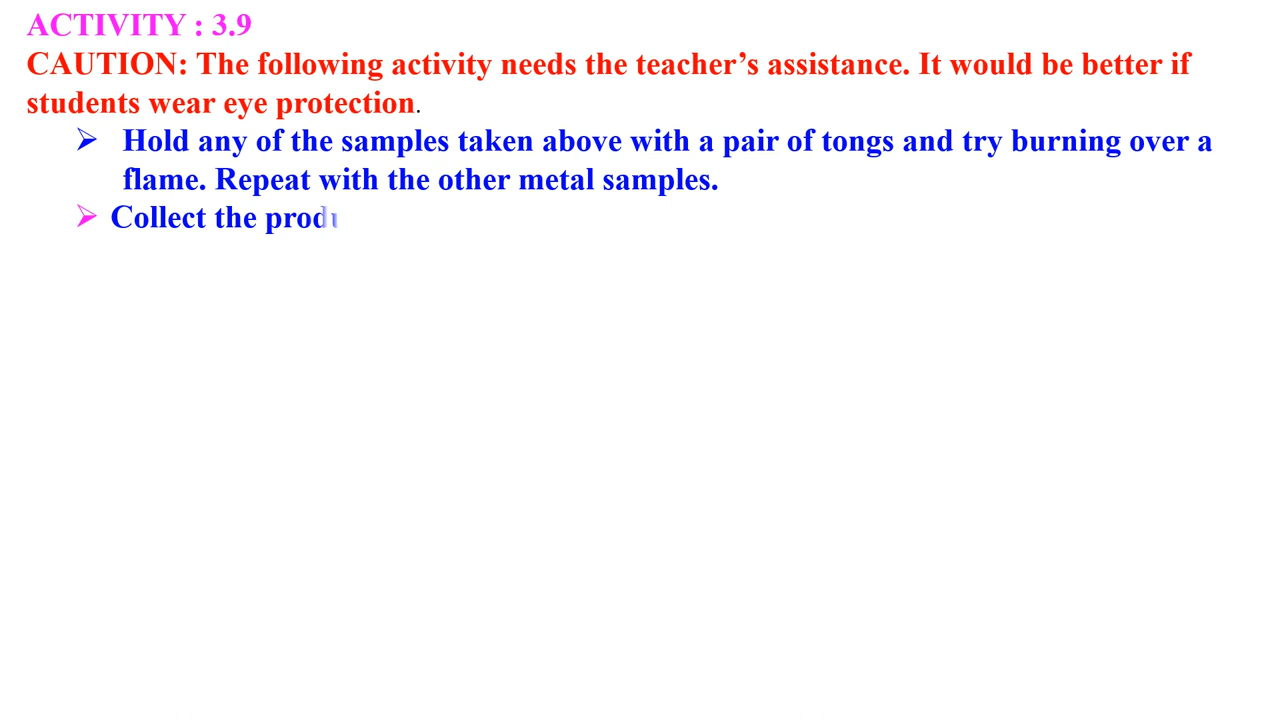 ACTIVITY : 3.9
CAUTION: The following activity needs the teacher’s assistance. It would be better if
students wear eye protection.
➢ Hold any of the samples taken above with a pair of tongs and try burning over a
flame. Repeat with the other metal samples.
➢ Collect the produ